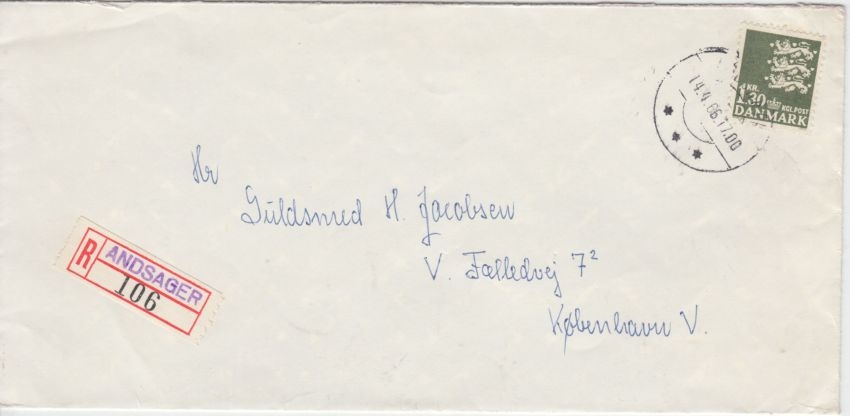 KR.
1.30 KGL.POST
DANMARK
14.4.66.17.00
Hr
Guldsmed H. Jacobsen
V. Fælledvej 7²
København V.
R ANDSAGER
106